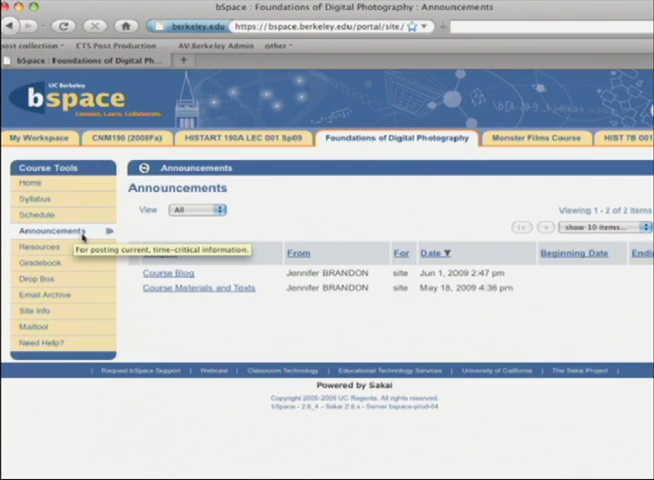 bSpace : Foundations of Digital Photography : Announcements
berkeley.edu https://bspace.berkeley.edu/portal/site/
post collection ETS Post Production AV.Berkeley Admin other
bSpace : Foundations of Digital Ph... +
UC Berkeley
bspace
Connect. Learn. Collaborate.
My Workspace CNM190 (2008Fa) HISTART 190A LEC 001 Sp09 Foundations of Digital Photography Monster Films Course HIST 7B 001
Course Tools Announcements
Home Announcements
Syllabus
View All Viewing 1 - 2 of 2 items
Schedule
Announcements show 10 items...
Resources For posting current, time-critical information.
From For Date Beginning Date
Gradebook
Course Blog Jennifer BRANDON site Jun 1, 2009 2:47 pm
Drop Box
Course Materials and Texts Jennifer BRANDON site May 18, 2009 4:36 pm
Email Archive
Site Info
Mailtool
Need Help?
| Request bSpace Support | Webcast | Classroom Technology | Educational Technology Services | University of California | The Sakai Project |
Powered by Sakai
Copyright 2005-2009 UC Regents. All rights reserved.
bSpace - 2.6_4 - Sakai 2.6.x - Server bspace-prod-04